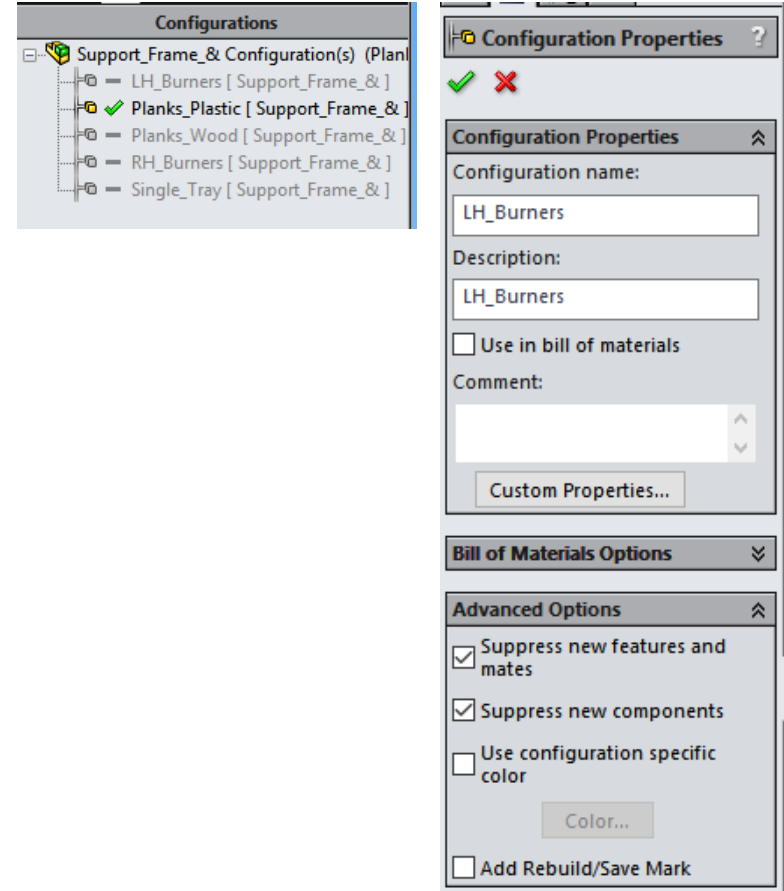 Configurations
Support_Frame_& Configuration(s) (Plank
LH_Burners [ Support_Frame_& ]
Planks_Plastic [ Support_Frame_& ]
Planks_Wood [ Support_Frame_& ]
RH_Burners [ Support_Frame_& ]
Single_Tray [ Support_Frame_& ]
Configuration Properties ?
Configuration Properties
Configuration name:
LH_Burners
Description:
LH_Burners
Use in bill of materials
Comment:
Custom Properties...
Bill of Materials Options
Advanced Options
Suppress new features and
mates
Suppress new components
Use configuration specific
color
Color...
Add Rebuild/Save Mark